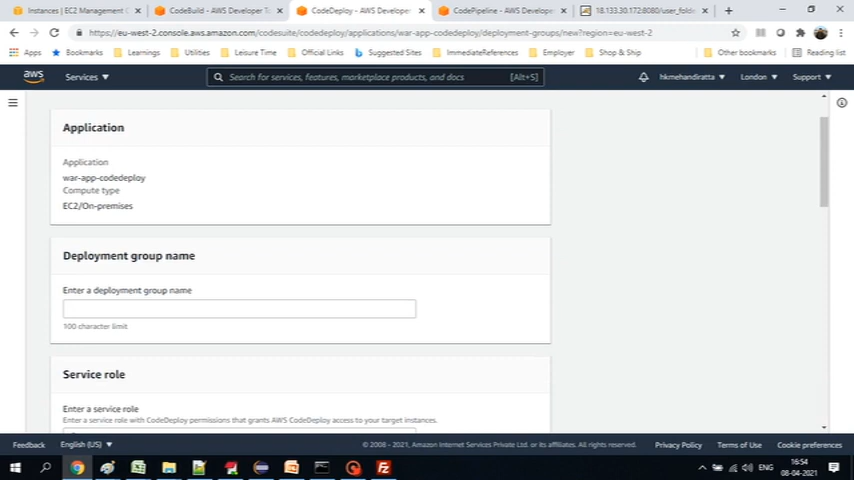 Instances | EC2 Management
CodeBuild - AWS Developer T
CodeDeploy - AWS Develope
CodePipeline - AWS Develope
18.133.30.172:8080/user_fold
https://eu-west-2.console.aws.amazon.com/codesuite/codedeploy/applications/war-app-codedeploy/deployment-groups/new?region=eu-west-2
Apps
Bookmarks
Learnings
Utilities
Leisure Time
Official Links
Suggested Sites
ImmediateReferences
Employer
Shop & Ship
Other bookmarks
Reading list
aws
Services
Search for services, features, marketplace products, and docs
[Alt+S]
hkmehandiratta
London
Support
Application
Application
war-app-codedeploy
Compute type
EC2/On-premises
Deployment group name
Enter a deployment group name
100 character limit
Service role
Enter a service role
Enter a service role with CodeDeploy permissions that grants AWS CodeDeploy access to your target instances.
Feedback
English (US)
© 2008 - 2021, Amazon Internet Services Private Ltd. or its affiliates. All rights reserved.
Privacy Policy
Terms of Use
Cookie preferences
ENG
16:54
08-04-2021